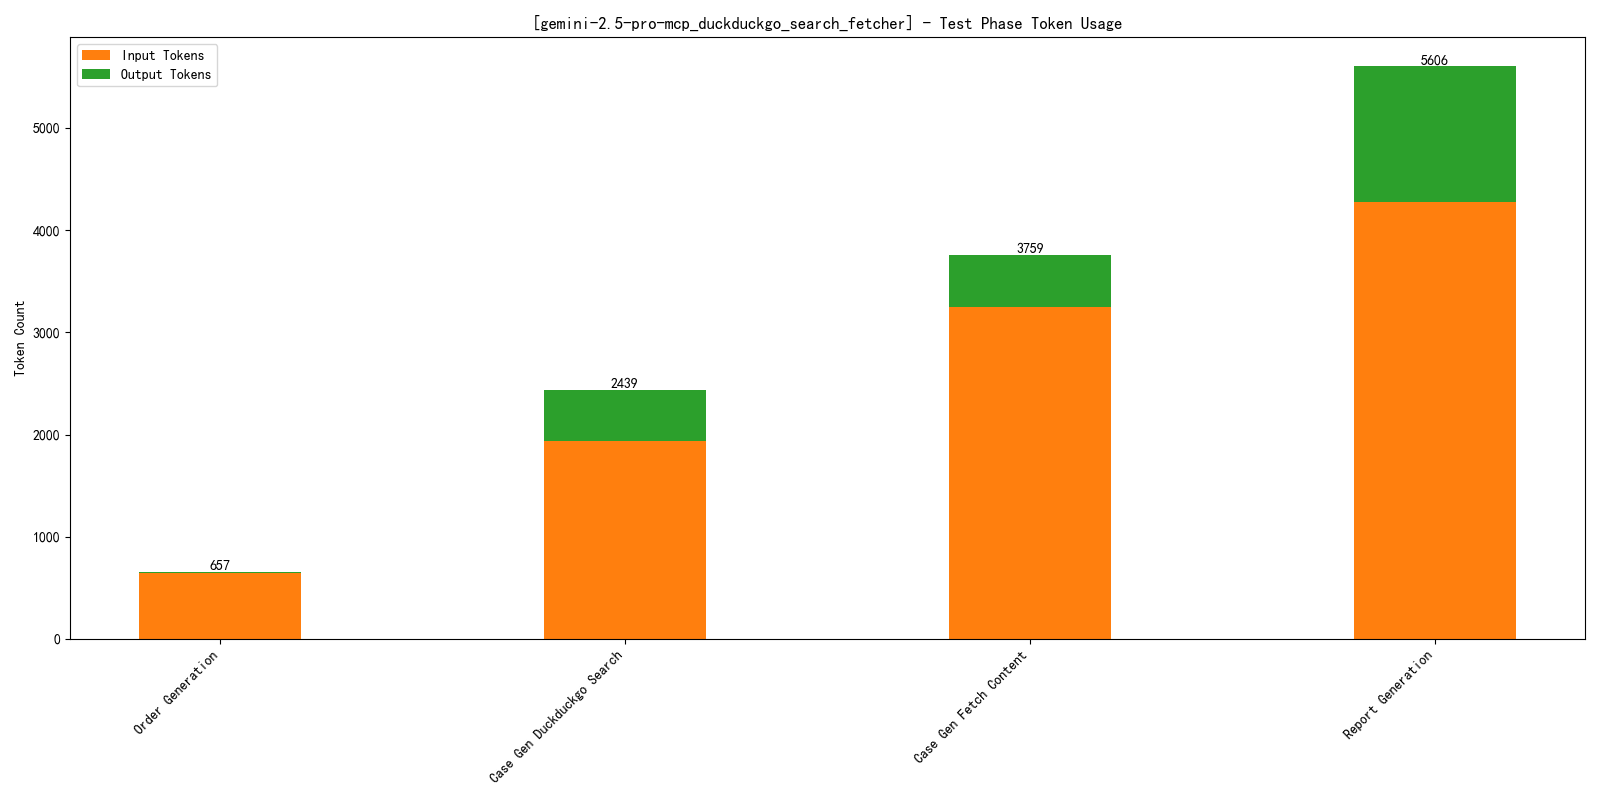 [gemini-2.5-pro-mcp_duckduckgo_search_fetcher] - Test Phase Token Usage
Input Tokens
Output Tokens
Token Count
5000
4000
3000
2000
1000
0
657
2439
3759
5606
Order Generation
Case Gen Duckduckgo Search
Case Gen Fetch Content
Report Generation